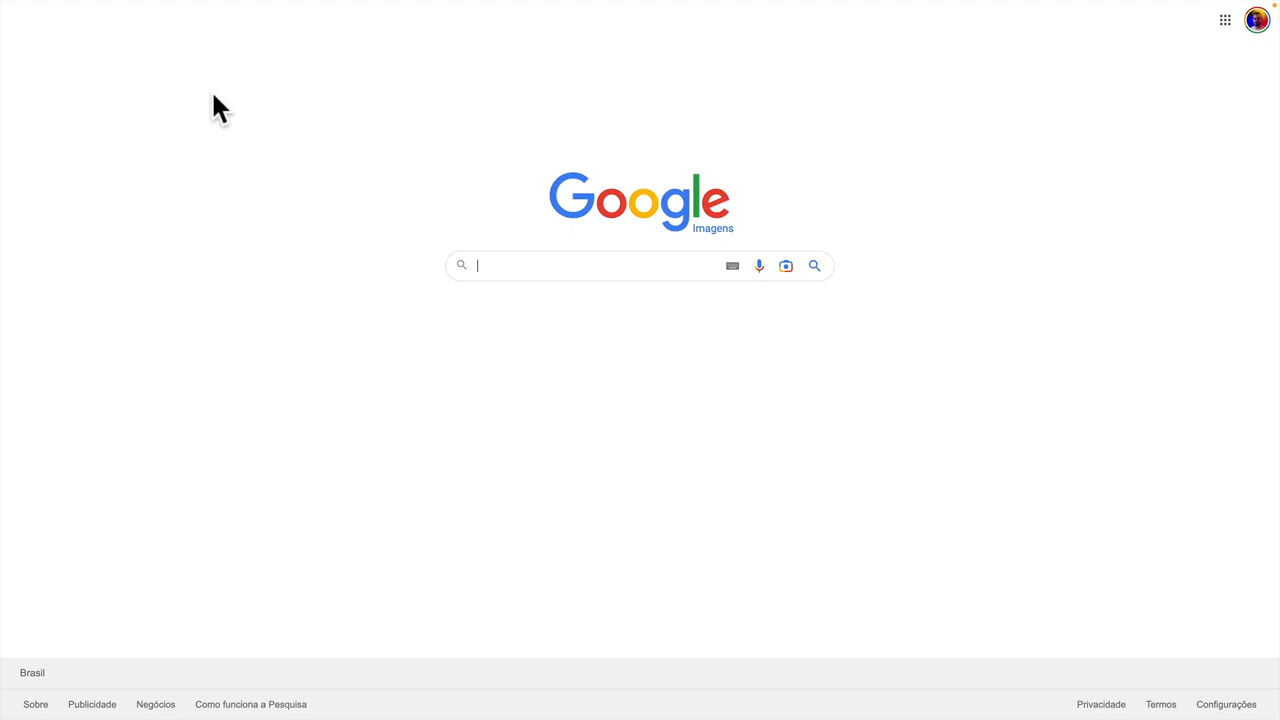 Google
Imagens
Brasil
Sobre Publicidade Negócios Como funciona a Pesquisa Privacidade Termos Configurações